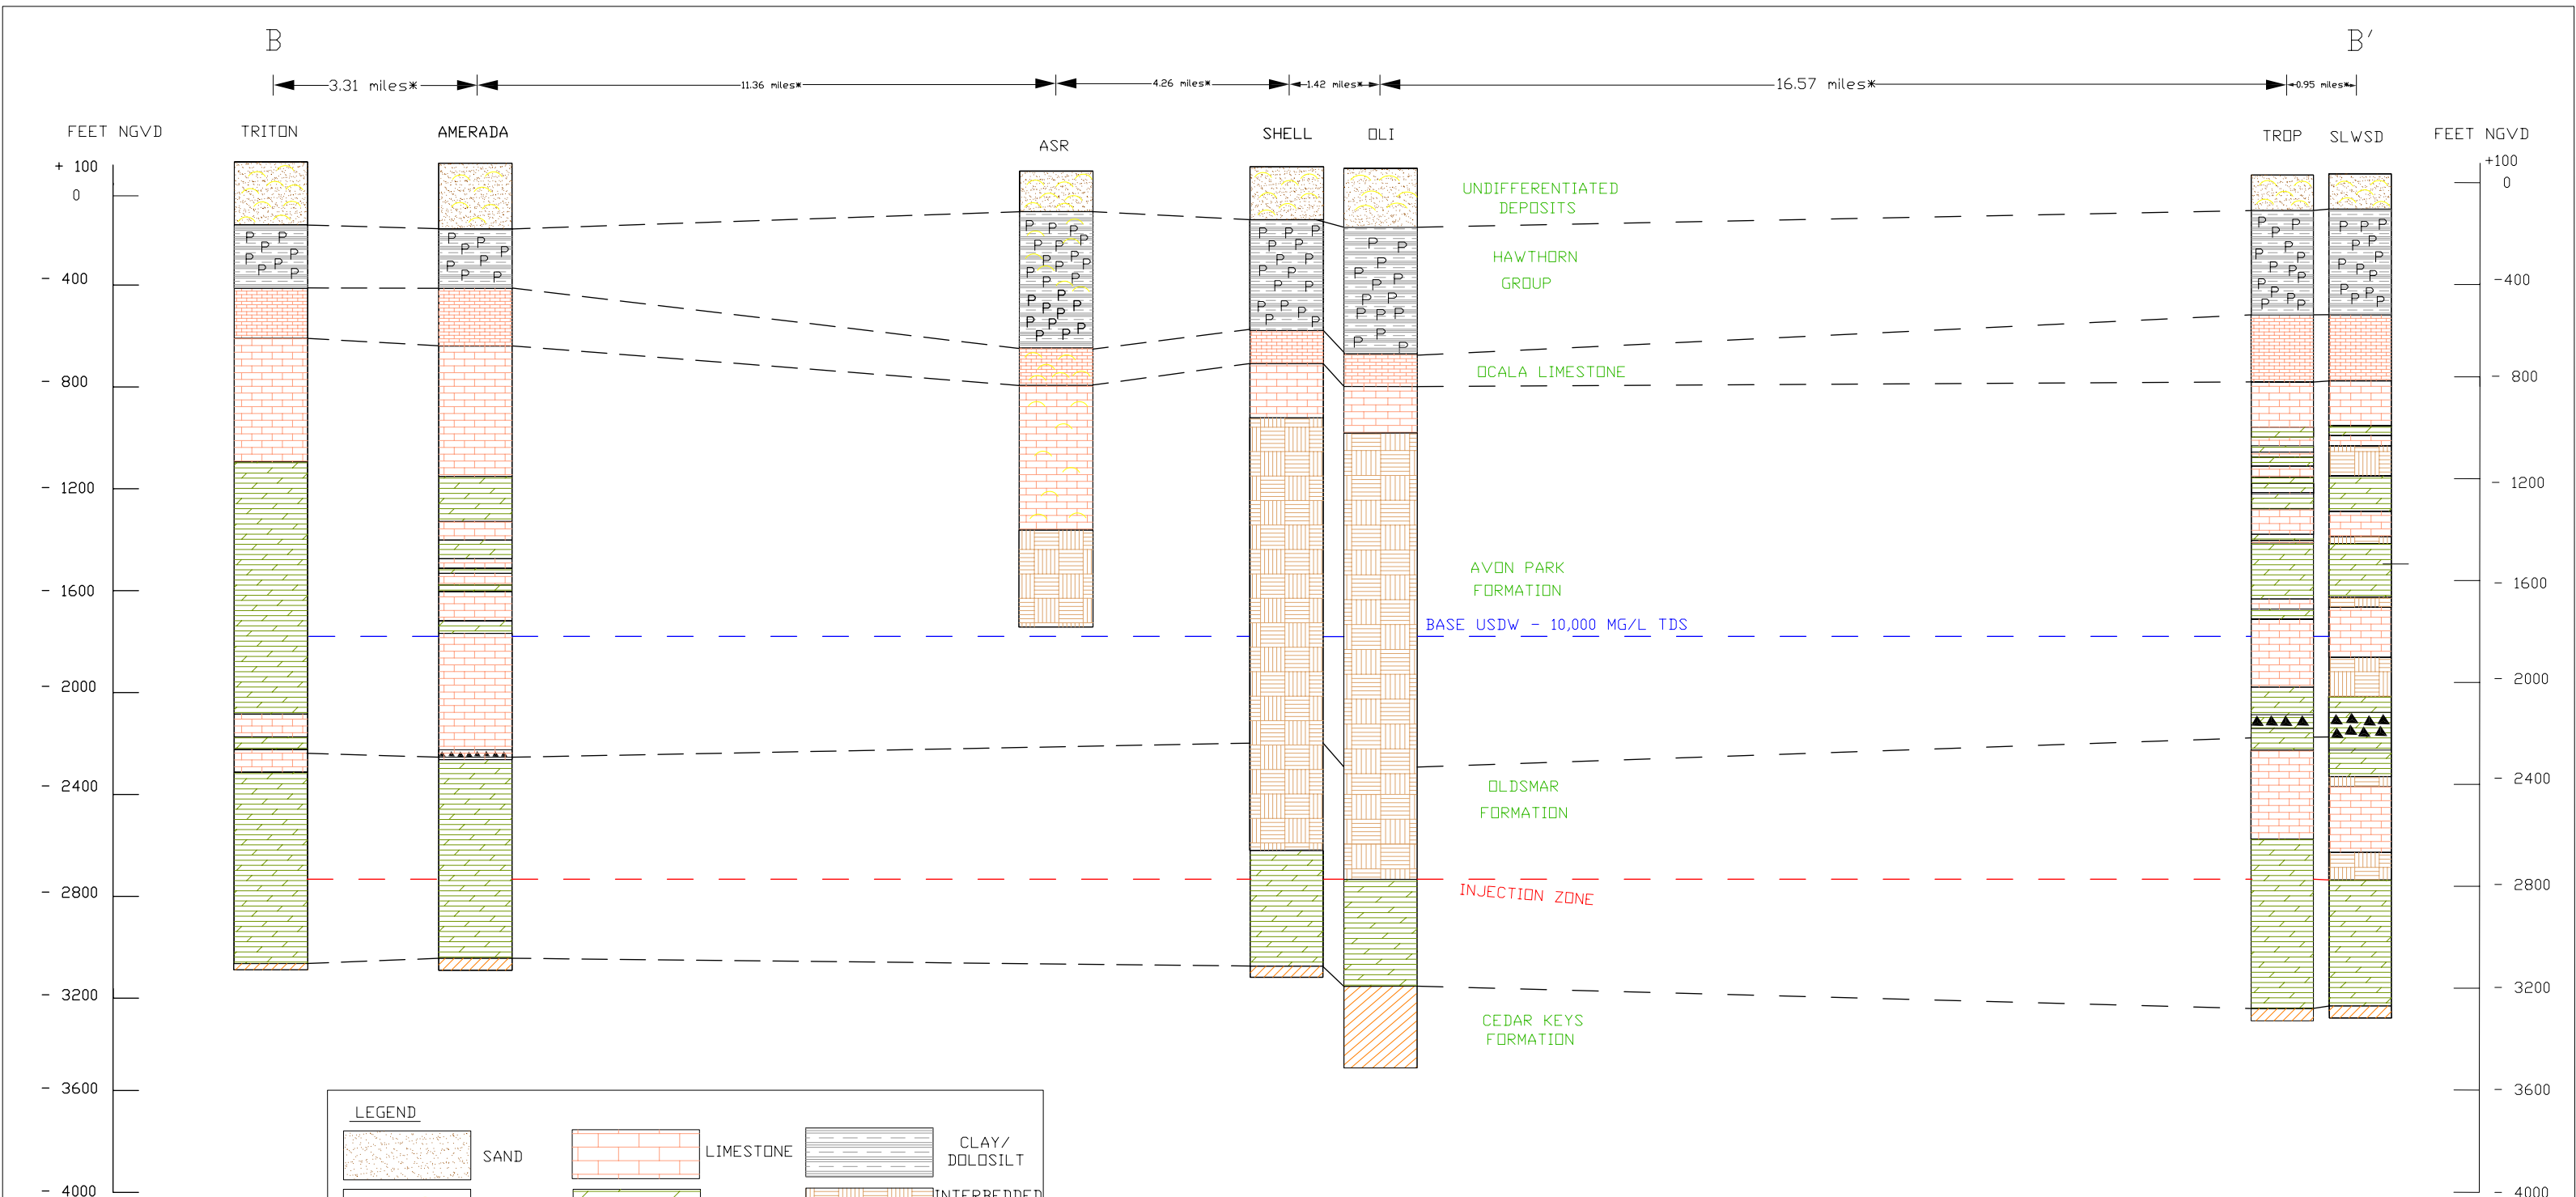 B
B′
3.31 miles*
11.36 miles*
4.26 miles*
1.42 miles*
16.57 miles*
0.95 miles*
FEET NGVD
TRITON
AMERADA
ASR
SHELL
OLI
TROP
SLWSD
FEET NGVD
+ 100
0
- 400
- 800
- 1200
- 1600
- 2000
- 2400
- 2800
- 3200
- 3600
- 4000
UNDIFFERENTIATED
DEPOSITS
HAWTHORN
GROUP
OCALA LIMESTONE
AVON PARK
FORMATION
BASE USDW - 10,000 MG/L TDS
OLDSMAR
FORMATION
INJECTION ZONE
CEDAR KEYS
FORMATION
+100
0
-400
- 800
- 1200
- 1600
- 2000
- 2400
- 2800
- 3200
- 3600
- 4000
LEGEND
SAND
LIMESTONE
CLAY/
DOLOSILT
INTERBEDDED